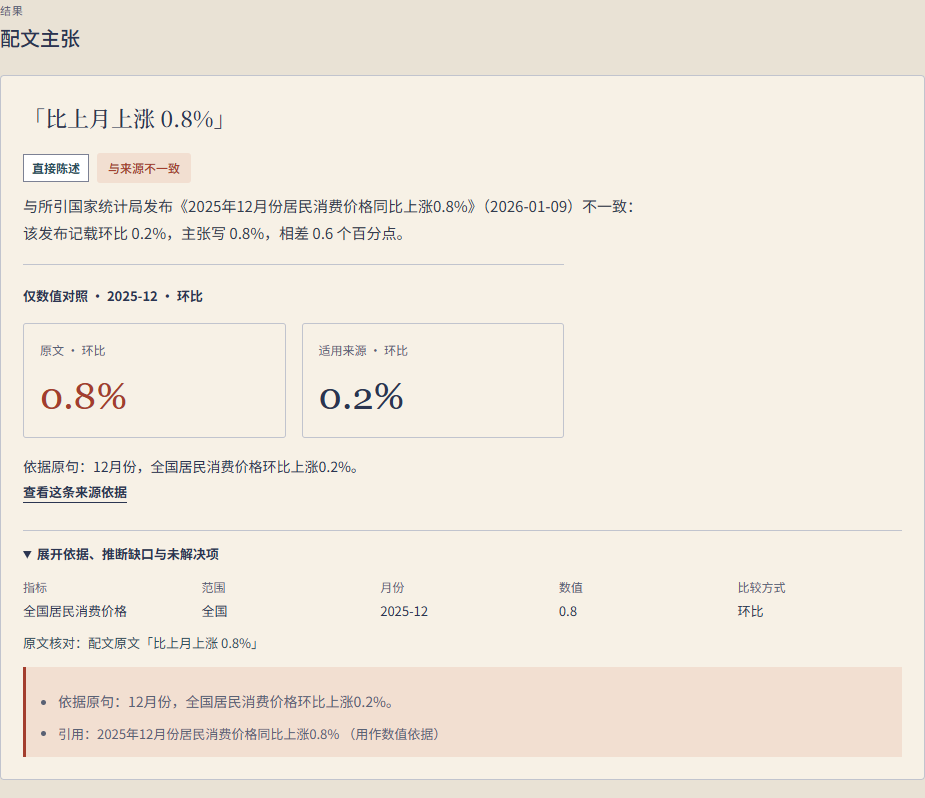 结果
配文主张
「比上月上涨 0.8%」
直接陈述 与来源不一致
与所引国家统计局发布《2025年12月份居民消费价格同比上涨0.8%》（2026-01-09）不一致：
该发布记载环比 0.2%，主张写 0.8%，相差 0.6 个百分点。
仅数值对照 · 2025-12 · 环比
原文 · 环比 适用来源 · 环比
0.8% 0.2%
依据原句：12月份，全国居民消费价格环比上涨0.2%。
查看这条来源依据
▼ 展开依据、推断缺口与未解决项
指标 范围 月份 数值 比较方式
全国居民消费价格 全国 2025-12 0.8 环比
原文核对：配文原文「比上月上涨 0.8%」
• 依据原句：12月份，全国居民消费价格环比上涨0.2%。
• 引用：2025年12月份居民消费价格同比上涨0.8% （用作数值依据）